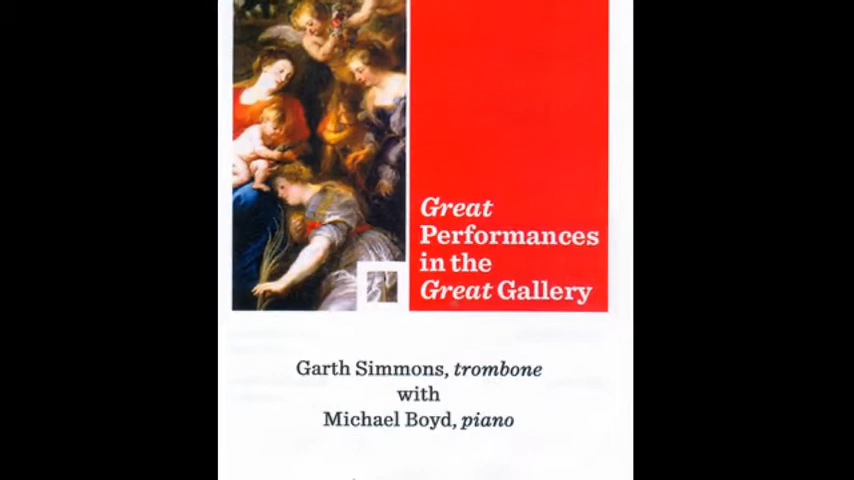 Great
Performances
in the
Great Gallery
Garth Simmons, trombone
with
Michael Boyd, piano